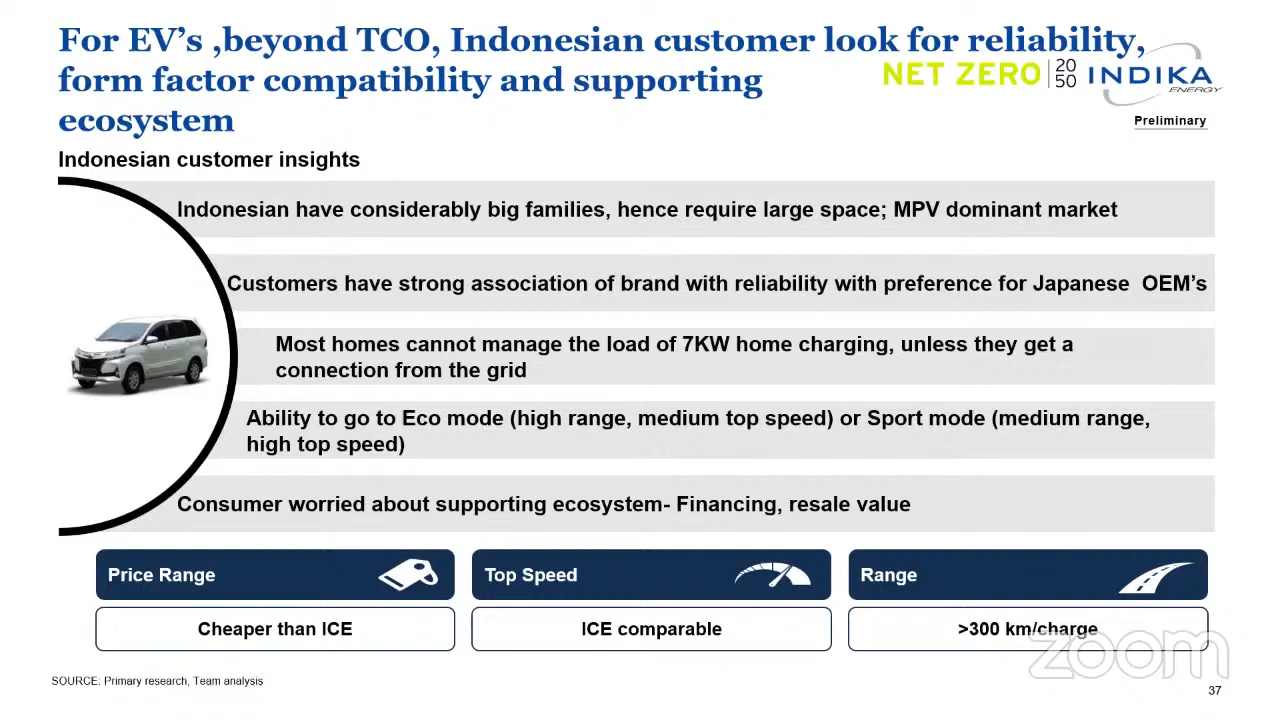 For EV’s ,beyond TCO, Indonesian customer look for reliability,
form factor compatibility and supporting
ecosystem
NET ZERO 20
50
INDIKA
ENERGY
Preliminary
Indonesian customer insights
Indonesian have considerably big families, hence require large space; MPV dominant market
Customers have strong association of brand with reliability with preference for Japanese OEM’s
Most homes cannot manage the load of 7KW home charging, unless they get a
connection from the grid
Ability to go to Eco mode (high range, medium top speed) or Sport mode (medium range,
high top speed)
Consumer worried about supporting ecosystem- Financing, resale value
Price Range
Top Speed
Range
Cheaper than ICE
ICE comparable
>300 km/charge
zoom
SOURCE: Primary research, Team analysis
37